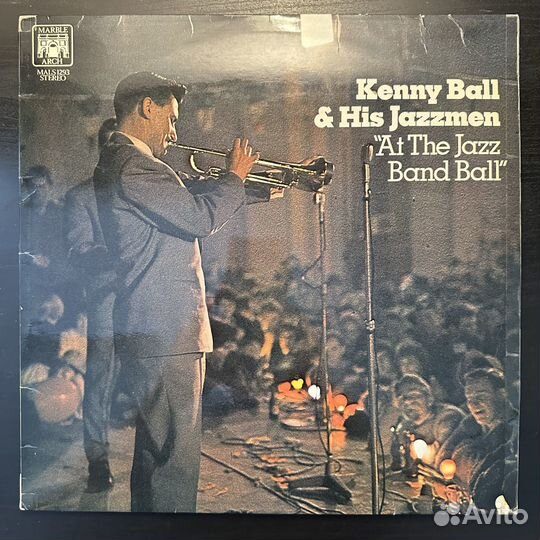 MARBLE
ARCH
MALS 1293
STEREO
Kenny Ball
& His Jazzmen
"At The Jazz
Band Ball"
Avito